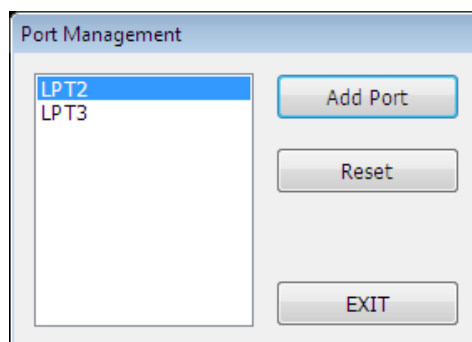 Port Management
LPT2
LPT3
Add Port
Reset
EXIT